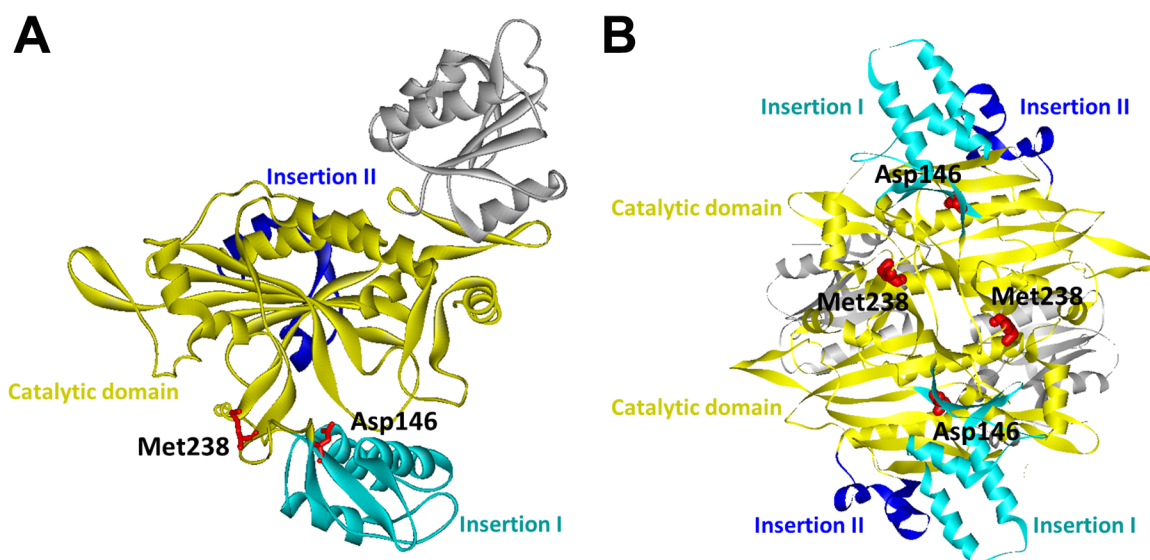 A
Insertion II
Catalytic domain
Met238
Asp146
Insertion I
B
Insertion I
Insertion II
Asp146
Catalytic domain
Met238
Met238
Catalytic domain
Asp146
Insertion II
Insertion I